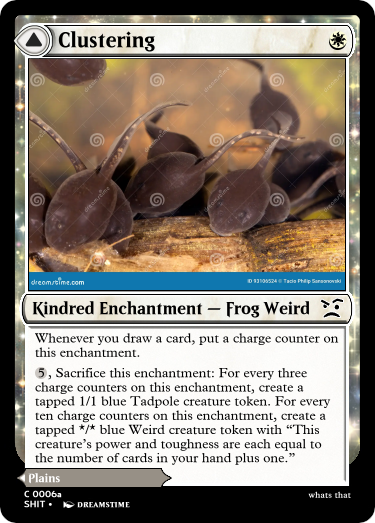 Clustering
dreamstime.com
ID 93106524 © Tacio Philip Sansonovski
Kindred Enchantment — Frog Weird
Whenever you draw a card, put a charge counter on
this enchantment.
5, Sacrifice this enchantment: For every three
charge counters on this enchantment, create a
tapped 1/1 blue Tadpole creature token. For every
ten charge counters on this enchantment, create a
tapped */* blue Weird creature token with “This
creature’s power and toughness are each equal to
the number of cards in your hand plus one.”
Plains
C 0006a
whats that
SHIT • DREAMSTIME